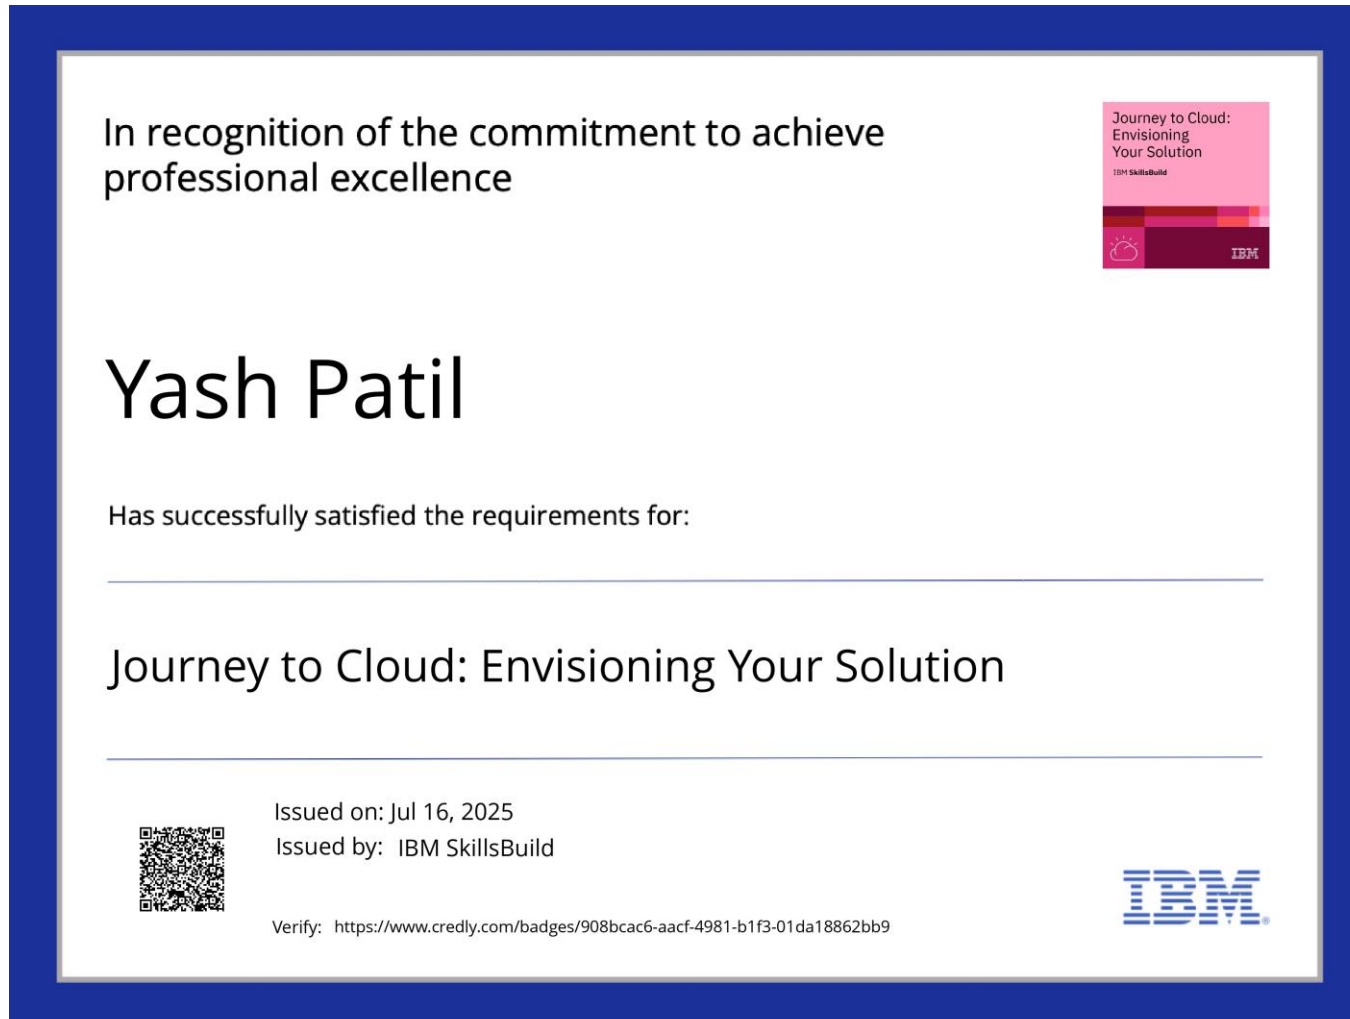 In recognition of the commitment to achieve
professional excellence
Journey to Cloud:
Envisioning
Your Solution
IBM SkillsBuild
IBM
Yash Patil
Has successfully satisfied the requirements for:
Journey to Cloud: Envisioning Your Solution
Issued on: Jul 16, 2025
Issued by: IBM SkillsBuild
Verify: https://www.credly.com/badges/908bcac6-aacf-4981-b1f3-01da18862bb9
IBM®